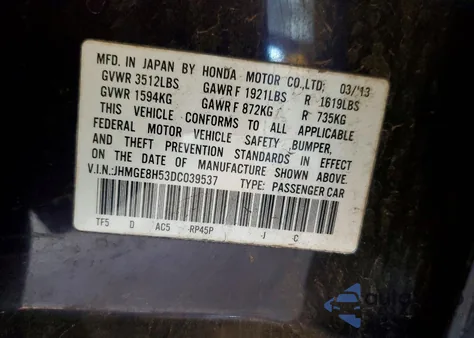 MFD. IN JAPAN BY HONDA MOTOR CO.,LTD; 03/13
GVWR 3512LBS GAWR F 1921LBS R 1619LBS
GVWR 1594KG GAWR F 872KG R 735KG
THIS VEHICLE CONFORMS TO ALL APPLICABLE
FEDERAL MOTOR VEHICLE SAFETY BUMPER,
AND THEFT PREVENTION STANDARDS IN EFFECT
ON THE DATE OF MANUFACTURE SHOWN ABOVE.
V.I.N.:JHMGE8H53DC039537 TYPE: PASSENGER CAR
TF5 D AC5 RP45P J C